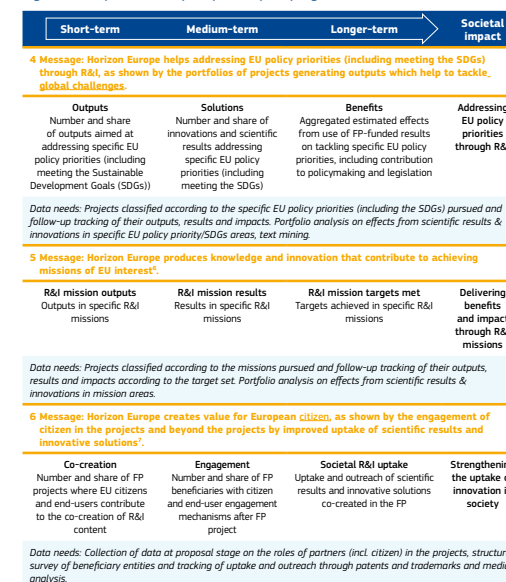 Short-term Medium-term Longer-term Societal impact
4 Message: Horizon Europe helps addressing EU policy priorities (including meeting the SDGs)
through R&I, as shown by the portfolios of projects generating outputs which help to tackle
global challenges.
Outputs
Number and share
of outputs aimed at
addressing specific EU
policy priorities (including
meeting the Sustainable
Development Goals (SDGs))
Solutions
Number and share of
innovations and scientific
results addressing
specific EU policy
priorities (including
meeting the SDGs)
Benefits
Aggregated estimated effects
from use of FP-funded results
on tackling specific EU policy
priorities, including contribution
to policymaking and legislation
Addressing
EU policy
priorities
through R&
Data needs: Projects classified according to the specific EU policy priorities (including the SDGs) pursued and
follow-up tracking of their outputs, results and impacts. Portfolio analysis on effects from scientific results &
innovations in specific EU policy priority/SDGs areas, text mining.
5 Message: Horizon Europe produces knowledge and innovation that contribute to achieving
missions of EU interest⁶.
R&I mission outputs
Outputs in specific R&I
missions
R&I mission results
Results in specific R&I
missions
R&I mission targets met
Targets achieved in specific R&I
missions
Delivering
benefits
and impact
through R&
missions
Data needs: Projects classified according to the missions pursued and follow-up tracking of their outputs,
results and impacts according to the target set. Portfolio analysis on effects from scientific results &
innovations in mission areas.
6 Message: Horizon Europe creates value for European citizen, as shown by the engagement of
citizen in the projects and beyond the projects by improved uptake of scientific results and
innovative solutions⁷.
Co-creation
Number and share of FP
projects where EU citizens
and end-users contribute
to the co-creation of R&I
content
Engagement
Number and share of FP
beneficiaries with citizen
and end-user engagement
mechanisms after FP
project
Societal R&I uptake
Uptake and outreach of scientific
results and innovative solutions
co-created in the FP
Strengthenin
the uptake
innovation i
society
Data needs: Collection of data at proposal stage on the roles of partners (incl. citizen) in the projects, structur
survey of beneficiary entities and tracking of uptake and outreach through patents and trademarks and medi
analysis.